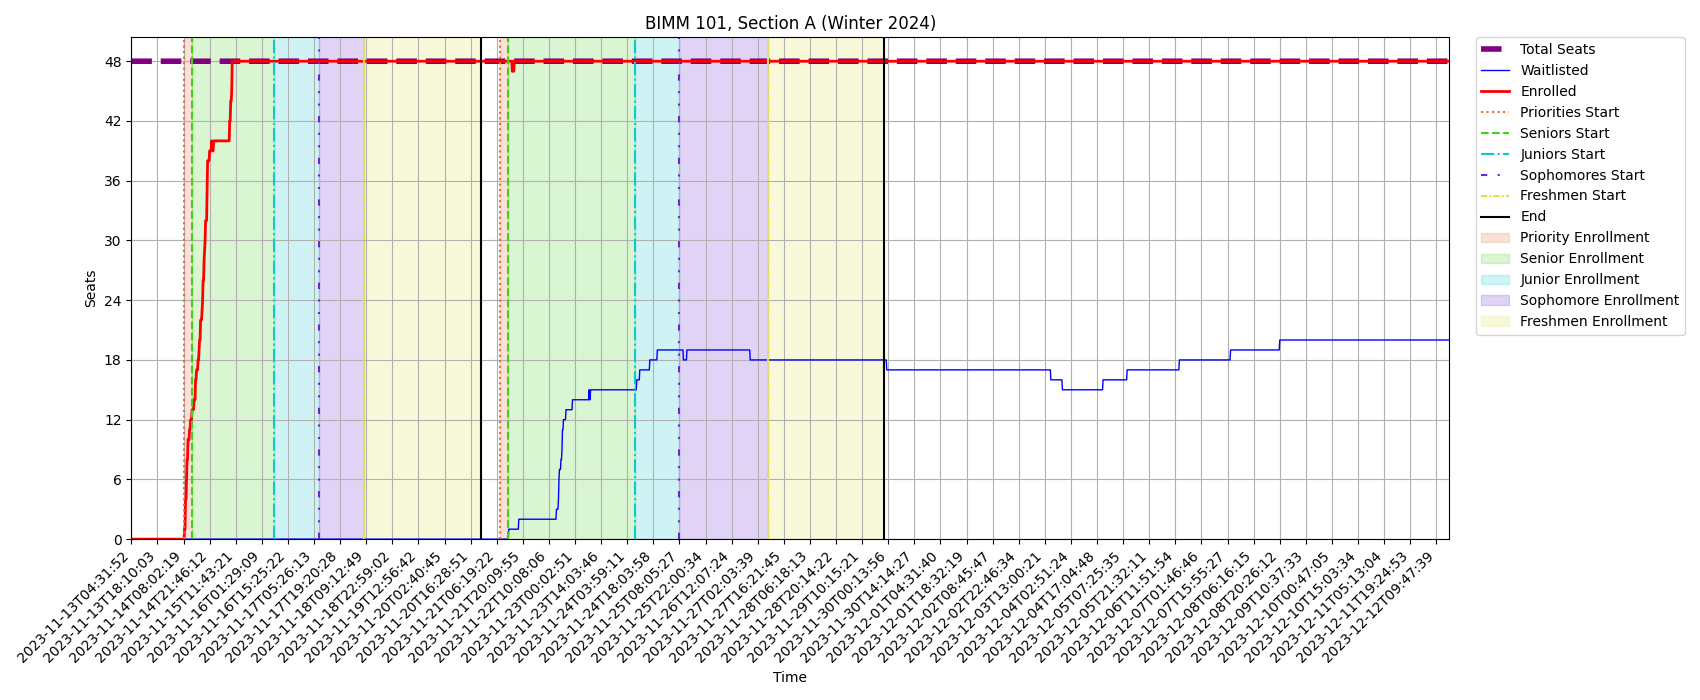 BIMM 101, Section A (Winter 2024)
Seats
48
42
36
30
24
18
12
6
0
2023-11-13T04:31:52
2023-11-13T18:10:03
2023-11-14T08:02:19
2023-11-14T21:46:12
2023-11-15T11:43:21
2023-11-16T01:29:09
2023-11-16T15:25:22
2023-11-17T05:26:13
2023-11-17T19:20:28
2023-11-18T09:12:49
2023-11-18T22:59:02
2023-11-19T12:56:42
2023-11-20T02:40:45
2023-11-20T16:28:51
2023-11-21T06:19:22
2023-11-21T20:09:55
2023-11-22T10:08:06
2023-11-23T00:02:51
2023-11-23T14:03:46
2023-11-24T03:59:11
2023-11-24T18:03:58
2023-11-25T08:05:27
2023-11-25T22:00:34
2023-11-26T12:07:24
2023-11-27T02:03:39
2023-11-27T16:21:45
2023-11-28T06:18:13
2023-11-28T20:14:22
2023-11-29T10:15:21
2023-11-30T00:13:56
2023-11-30T14:14:27
2023-12-01T04:31:40
2023-12-01T18:32:19
2023-12-02T08:45:47
2023-12-02T22:46:34
2023-12-03T13:00:21
2023-12-04T02:51:24
2023-12-04T17:04:48
2023-12-05T07:25:35
2023-12-05T21:32:11
2023-12-06T11:51:54
2023-12-07T01:46:46
2023-12-07T15:55:27
2023-12-08T06:16:15
2023-12-08T20:26:12
2023-12-09T10:37:33
2023-12-10T00:47:05
2023-12-10T15:03:34
2023-12-11T05:13:04
2023-12-11T19:24:53
2023-12-12T09:47:39
Time
Total Seats
Waitlisted
Enrolled
Priorities Start
Seniors Start
Juniors Start
Sophomores Start
Freshmen Start
End
Priority Enrollment
Senior Enrollment
Junior Enrollment
Sophomore Enrollment
Freshmen Enrollment